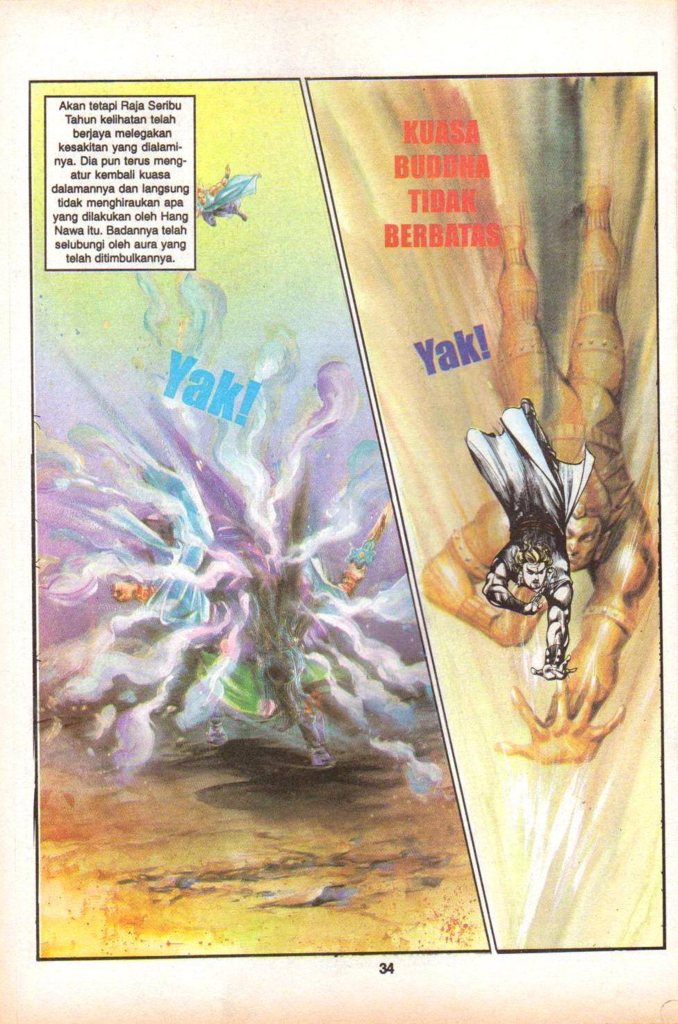 Akan tetapi Raja Seribu
Tahun kelihatan telah
berjaya melegakan
kesakitan yang dialami-
nya. Dia pun terus meng-
atur kembali kuasa
dalamannya dan langsung
tidak menghiraukan apa
yang dilakukan oleh Hang
Nawa itu. Badannya telah
selubungi oleh aura yang
telah ditimbulkannya.
Yak!
KUASA
BUDDHA
TIDAK
BERBATAS
Yak!
34